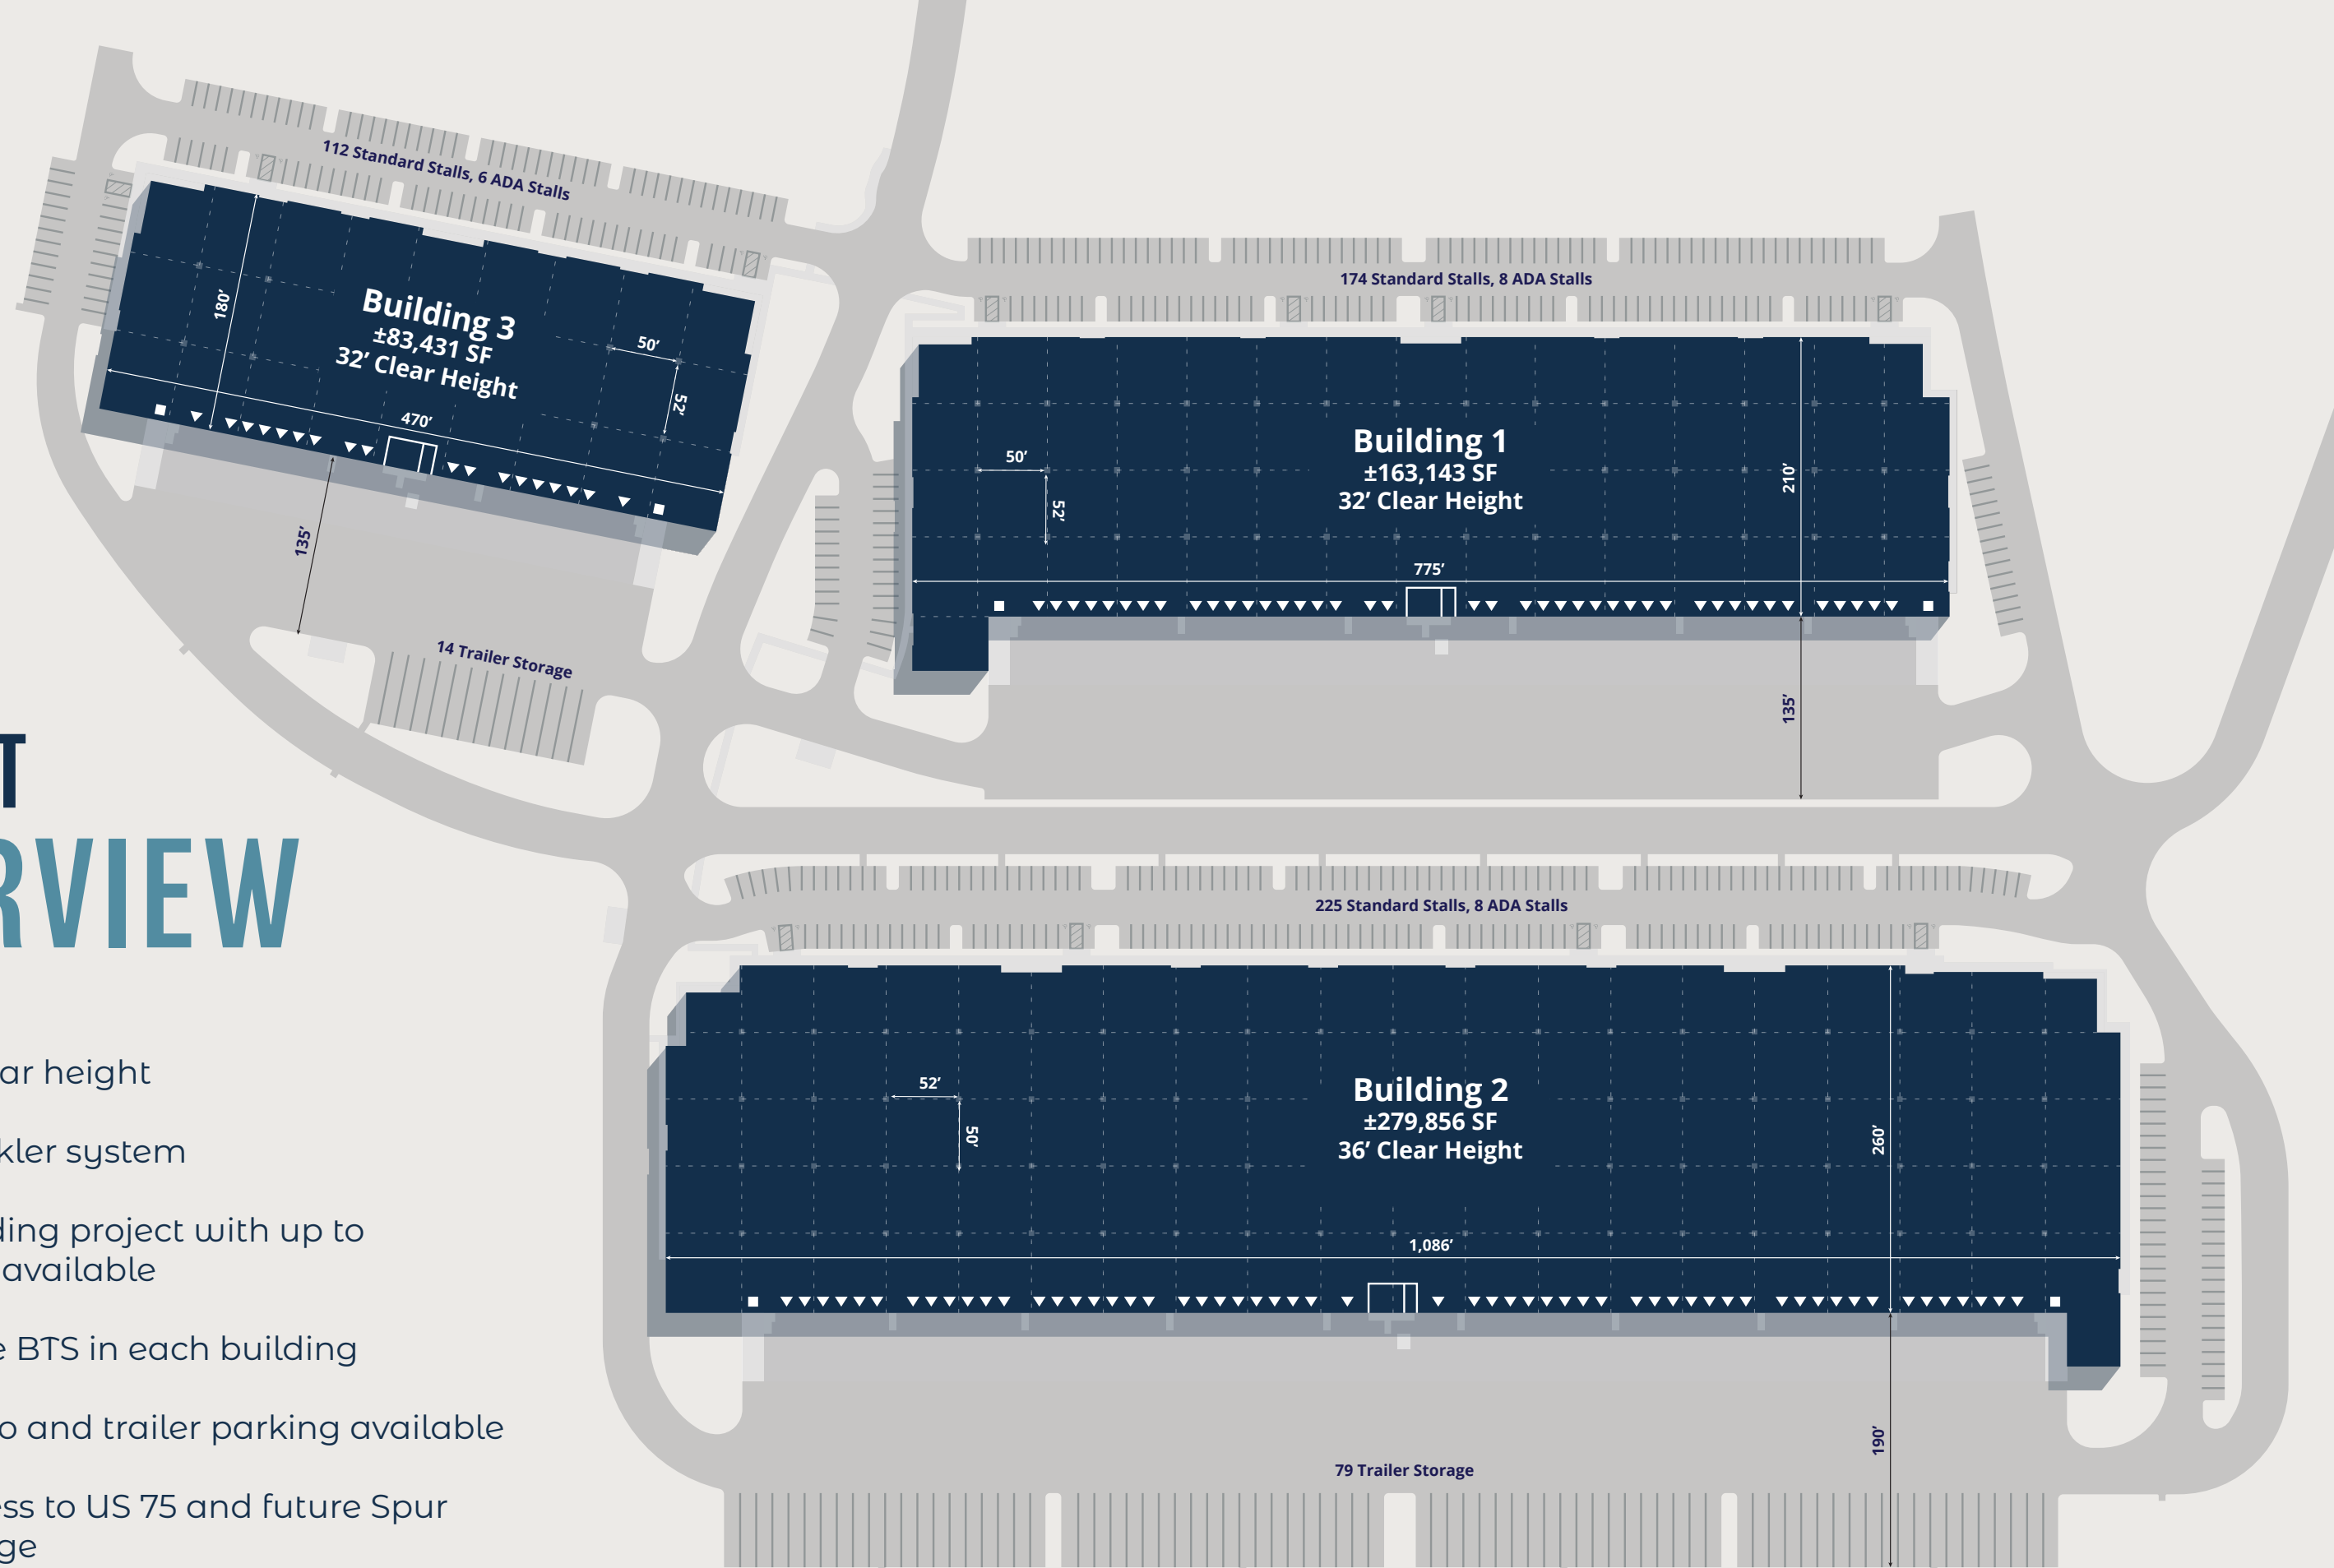 112 Standard Stalls, 6 ADA Stalls
Building 3
±83,431 SF
32’ Clear Height
180’
50’
52’
470’
135’
14 Trailer Storage
174 Standard Stalls, 8 ADA Stalls
Building 1
±163,143 SF
32’ Clear Height
50’
52’
210’
775’
135’
225 Standard Stalls, 8 ADA Stalls
Building 2
±279,856 SF
36’ Clear Height
52’
50’
260’
1,086’
190’
79 Trailer Storage
T
RVIEW
ar height
kler system
ding project with up to
available
e BTS in each building
o and trailer parking available
ess to US 75 and future Spur
ge